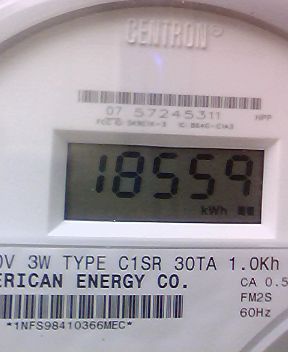 CENTRON®
07 57245311
HPP
18559
kWh
0V 3W TYPE C1SR 30TA 1.0Kh
ERICAN ENERGY CO.
CA 0.5
FM2S
60Hz
*1NFS98410366MEC*